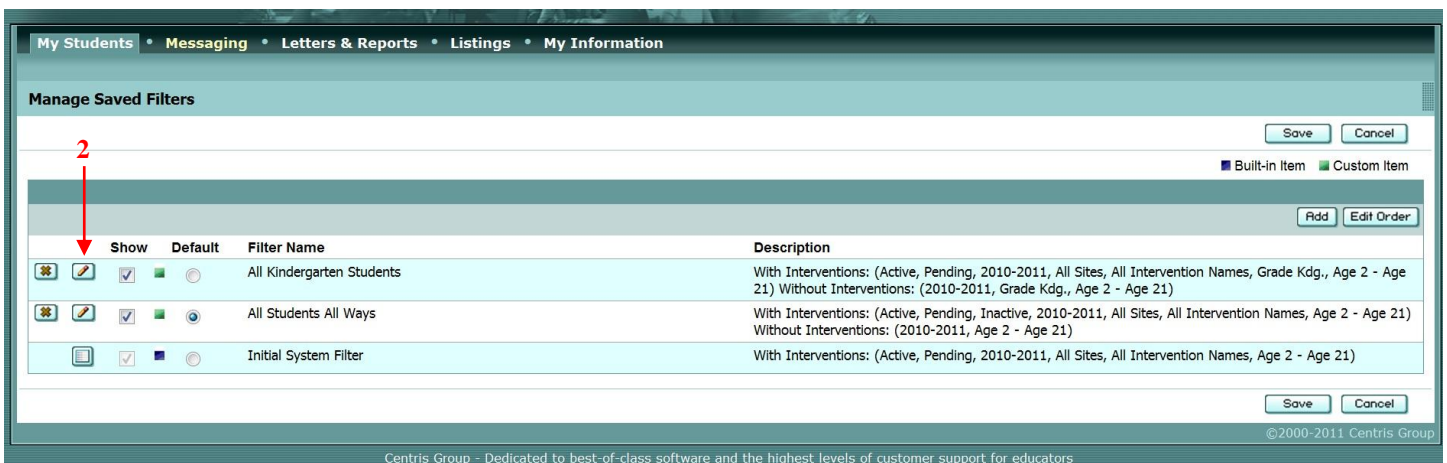 My Students • Messaging • Letters & Reports • Listings • My Information
Manage Saved Filters
Save Cancel
2
Built-in Item Custom Item
Add Edit Order
Show Default Filter Name Description
All Kindergarten Students With Interventions: (Active, Pending, 2010-2011, All Sites, All Intervention Names, Grade Kdg., Age 2 - Age
21) Without Interventions: (2010-2011, Grade Kdg., Age 2 - Age 21)
All Students All Ways With Interventions: (Active, Pending, Inactive, 2010-2011, All Sites, All Intervention Names, Age 2 - Age 21)
Without Interventions: (2010-2011, Age 2 - Age 21)
Initial System Filter With Interventions: (Active, Pending, 2010-2011, All Sites, All Intervention Names, Age 2 - Age 21)
Save Cancel
©2000-2011 Centris Group
Centris Group - Dedicated to best-of-class software and the highest levels of customer support for educators